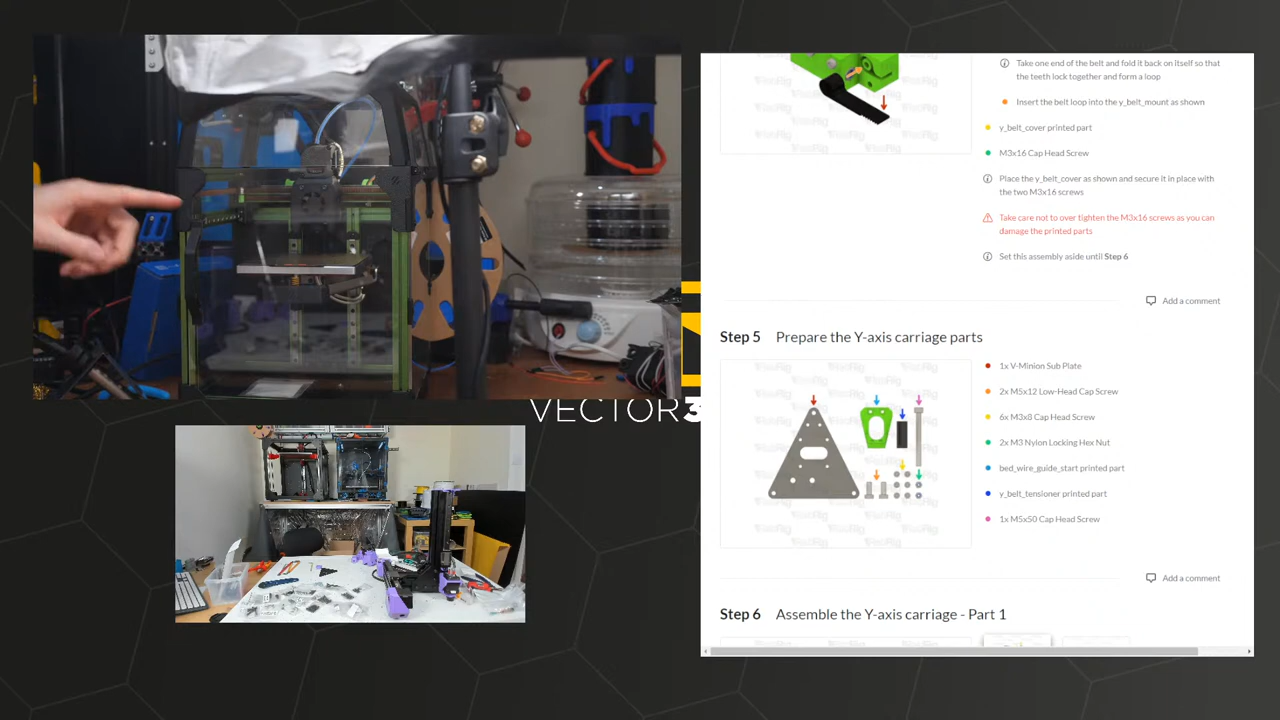 Take one end of the belt and fold it back on itself so that
the teeth lock together and form a loop
Insert the belt loop into the y_belt_mount as shown
y_belt_cover printed part
M3x16 Cap Head Screw
Place the y_belt_cover as shown and secure it in place with
the two M3x16 screws
Take care not to over tighten the M3x16 screws as you can
damage the printed parts
Set this assembly aside until Step 6
Add a comment
Step 5 Prepare the Y-axis carriage parts
1x V-Minion Sub Plate
2x M5x12 Low-Head Cap Screw
6x M3x8 Cap Head Screw
2x M3 Nylon Locking Hex Nut
bed_wire_guide_start printed part
y_belt_tensioner printed part
1x M5x50 Cap Head Screw
Add a comment
Step 6 Assemble the Y-axis carriage - Part 1
VECTOR3